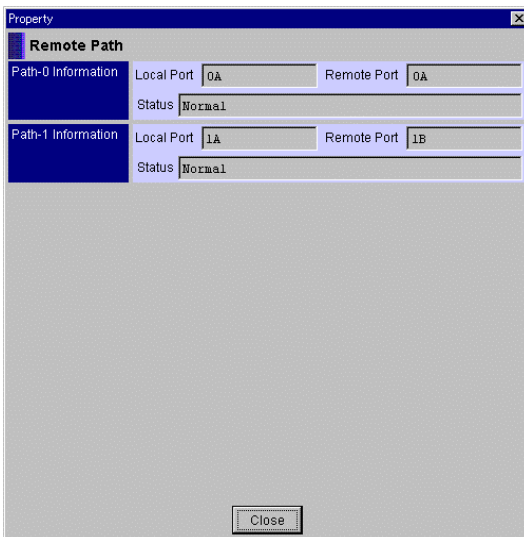 Property
Remote Path
Path-0 Information Local Port 0A Remote Port 0A
Status Normal
Path-1 Information Local Port 1A Remote Port 1B
Status Normal
Close